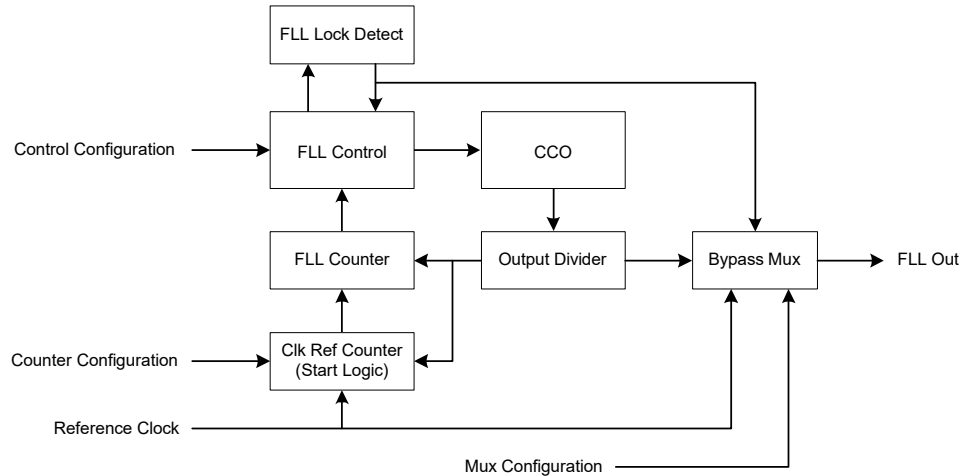 FLL Lock Detect
Control Configuration
FLL Control
CCO
FLL Counter
Output Divider
Bypass Mux
FLL Out
Counter Configuration
Clk Ref Counter
(Start Logic)
Reference Clock
Mux Configuration